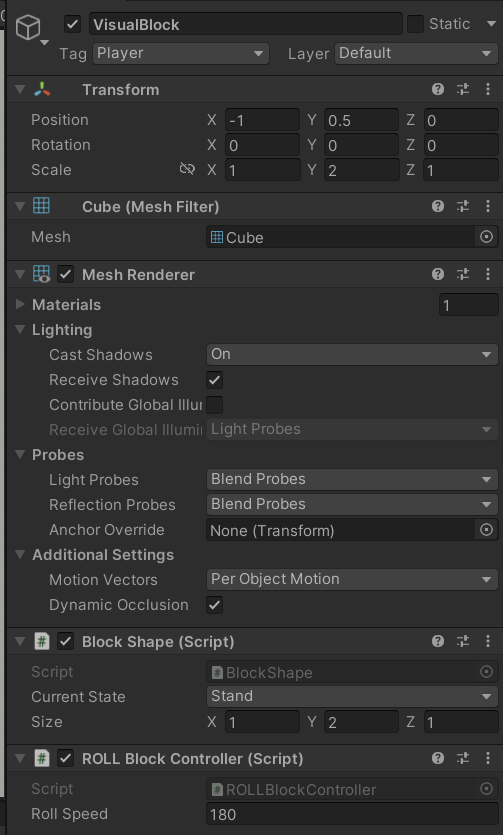 VisualBlock Static
Tag Player Layer Default
Transform
Position X -1 Y 0.5 Z 0
Rotation X 0 Y 0 Z 0
Scale X 1 Y 2 Z 1
Cube (Mesh Filter)
Mesh Cube
Mesh Renderer
Materials 1
Lighting
Cast Shadows On
Receive Shadows
Contribute Global Illu
Receive Global Illumi Light Probes
Probes
Light Probes Blend Probes
Reflection Probes Blend Probes
Anchor Override None (Transform)
Additional Settings
Motion Vectors Per Object Motion
Dynamic Occlusion
# Block Shape (Script)
Script # BlockShape
Current State Stand
Size X 1 Y 2 Z 1
# ROLL Block Controller (Script)
Script # ROLLBlockController
Roll Speed 180